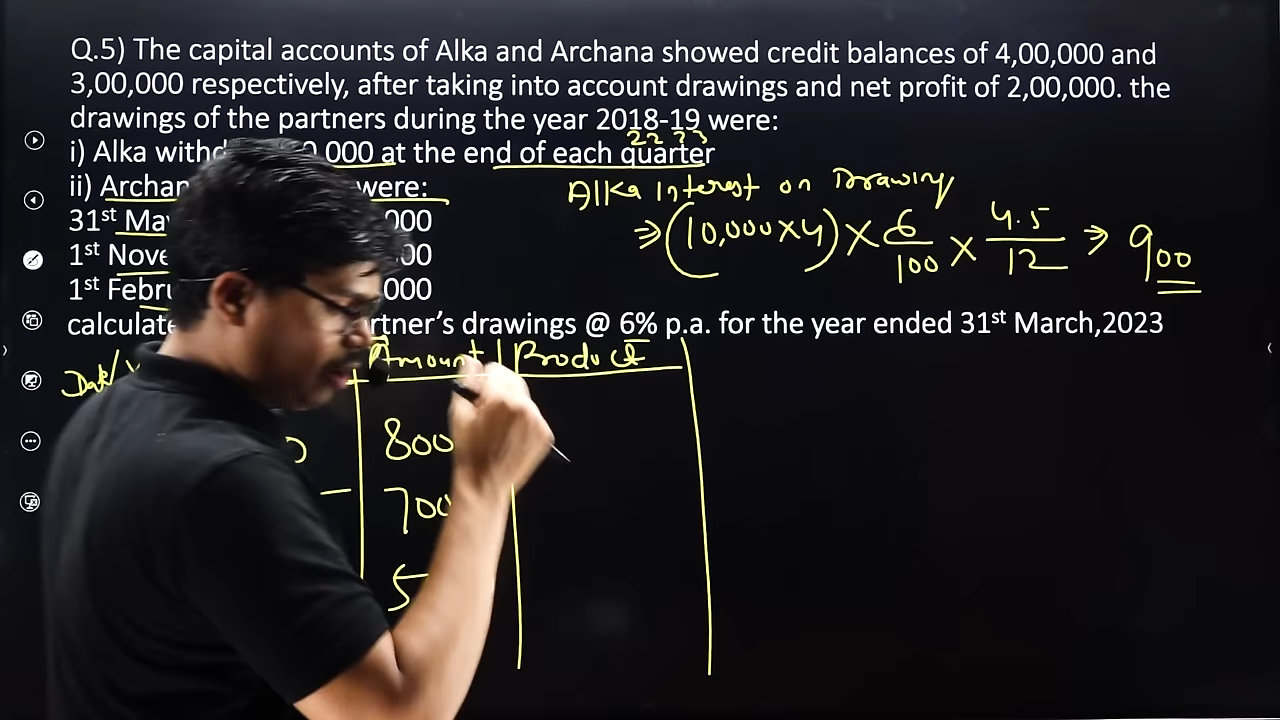 Q.5) The capital accounts of Alka and Archana showed credit balances of 4,00,000 and
3,00,000 respectively, after taking into account drawings and net profit of 2,00,000. the
drawings of the partners during the year 2018-19 were:
22 23
i) Alka withd 0,000 at the end of each quarter
ii) Archan were:
Alka Interest on Drawing
31st May 000
⇒ (10,000×4) × 6/100 × 4.5/12 ⇒ 900
1st Nove 00
1st Febru 000
calculate rtner's drawings @ 6% p.a. for the year ended 31st March,2023
Date/ Amount Product
800
700
5